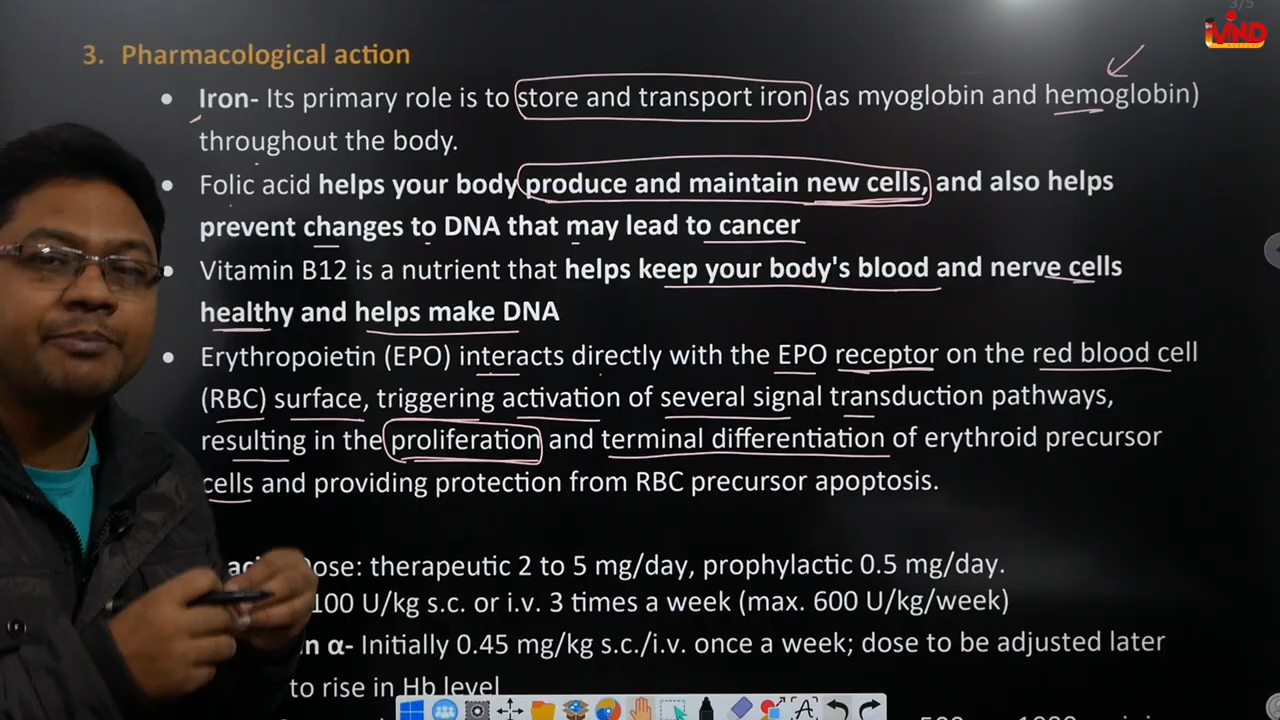 3/5
MIND
3. Pharmacological action
• Iron- Its primary role is to store and transport iron (as myoglobin and hemoglobin)
throughout the body.
• Folic acid helps your body produce and maintain new cells, and also helps
prevent changes to DNA that may lead to cancer
• Vitamin B12 is a nutrient that helps keep your body's blood and nerve cells
healthy and helps make DNA
• Erythropoietin (EPO) interacts directly with the EPO receptor on the red blood cell
(RBC) surface, triggering activation of several signal transduction pathways,
resulting in the proliferation and terminal differentiation of erythroid precursor
cells and providing protection from RBC precursor apoptosis.
therapeutic 2 to 5 mg/day, prophylactic 0.5 mg/day.
100 U/kg s.c. or i.v. 3 times a week (max. 600 U/kg/week)
α- Initially 0.45 mg/kg s.c./i.v. once a week; dose to be adjusted later
to rise in Hb level